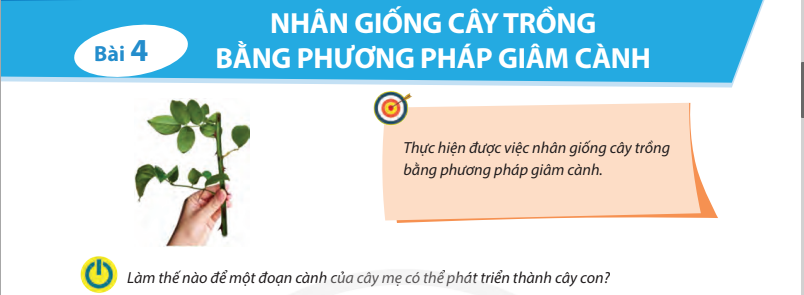 Bài 4
NHÂN GIỐNG CÂY TRỒNG
BẰNG PHƯƠNG PHÁP GIÂM CÀNH
Thực hiện được việc nhân giống cây trồng
bằng phương pháp giâm cành.
Làm thế nào để một đoạn cành của cây mẹ có thể phát triển thành cây con?